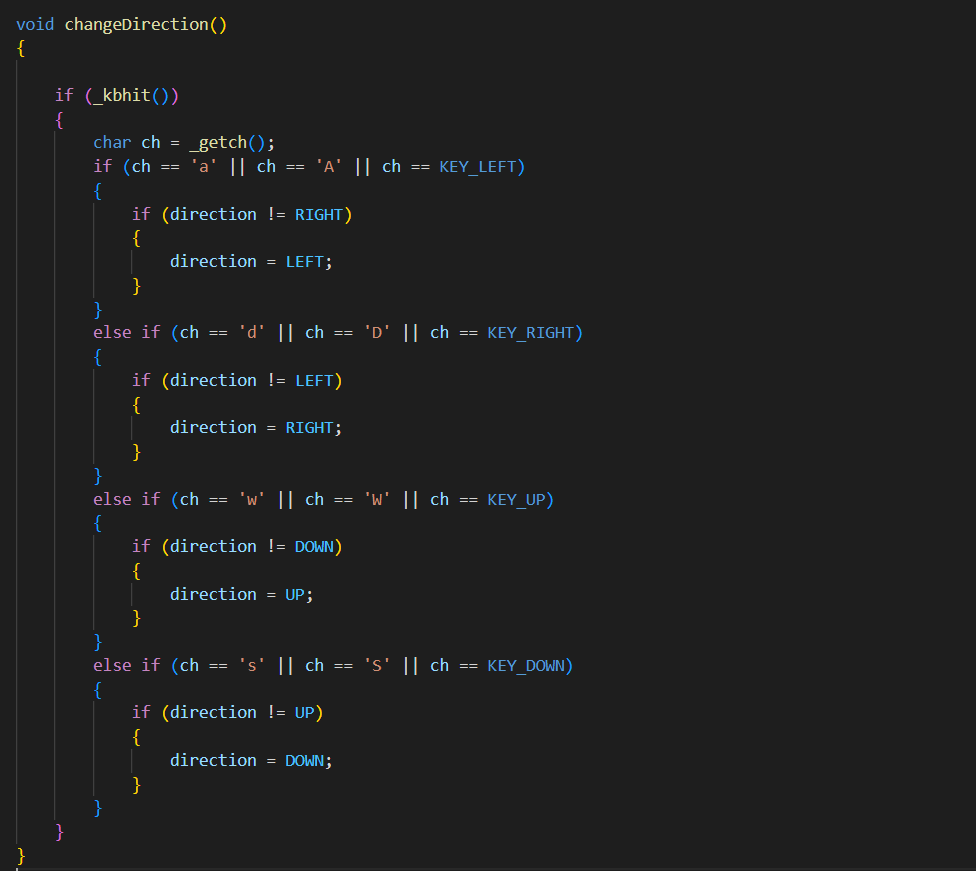 void changeDirection()
{
if (_kbhit())
{
char ch = _getch();
if (ch == 'a' || ch == 'A' || ch == KEY_LEFT)
{
if (direction != RIGHT)
{
direction = LEFT;
}
}
else if (ch == 'd' || ch == 'D' || ch == KEY_RIGHT)
{
if (direction != LEFT)
{
direction = RIGHT;
}
}
else if (ch == 'w' || ch == 'W' || ch == KEY_UP)
{
if (direction != DOWN)
{
direction = UP;
}
}
else if (ch == 's' || ch == 'S' || ch == KEY_DOWN)
{
if (direction != UP)
{
direction = DOWN;
}
}
}
}